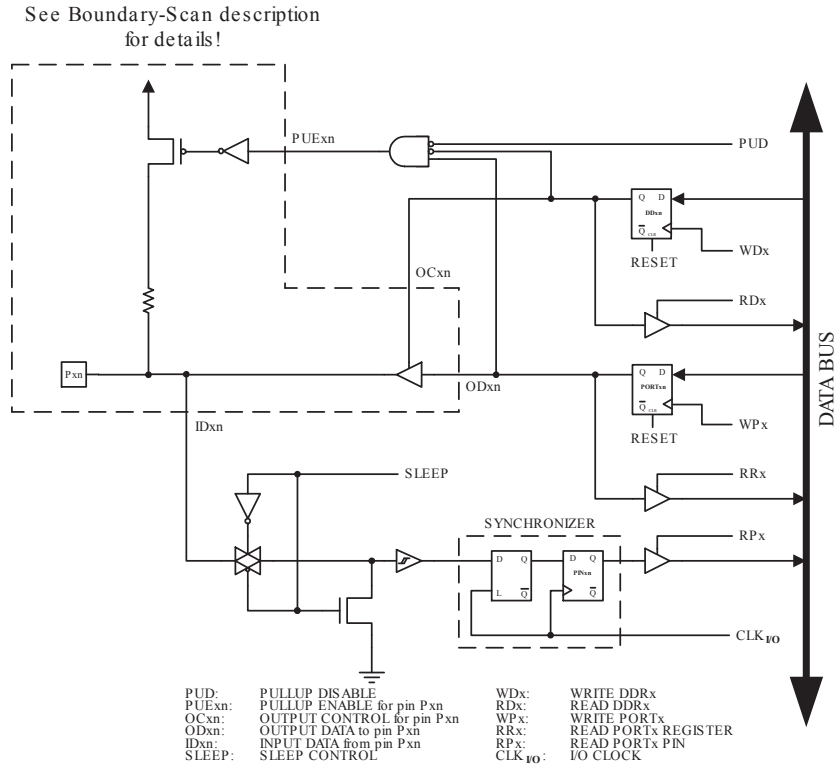 See Boundary-Scan description
for details!
PUExn
PUD
Q D
DDxn
Q CLR
WDx
RESET
OCxn
RDx
Pxn
ODxn
Q D
PORTxn
Q CLR
IDxn
WPx
RESET
DATA BUS
SLEEP
RRx
SYNCHRONIZER
RPx
D Q
L Q
D Q
PINxn
Q
CLK I/O
PUD: PULLUP DISABLE
PUExn: PULLUP ENABLE for pin Pxn
OCxn: OUTPUT CONTROL for pin Pxn
ODxn: OUTPUT DATA to pin Pxn
IDxn: INPUT DATA from pin Pxn
SLEEP: SLEEP CONTROL
WDx: WRITE DDRx
RDx: READ DDRx
WPx: WRITE PORTx
RRx: READ PORTx REGISTER
RPx: READ PORTx PIN
CLK I/O: I/O CLOCK